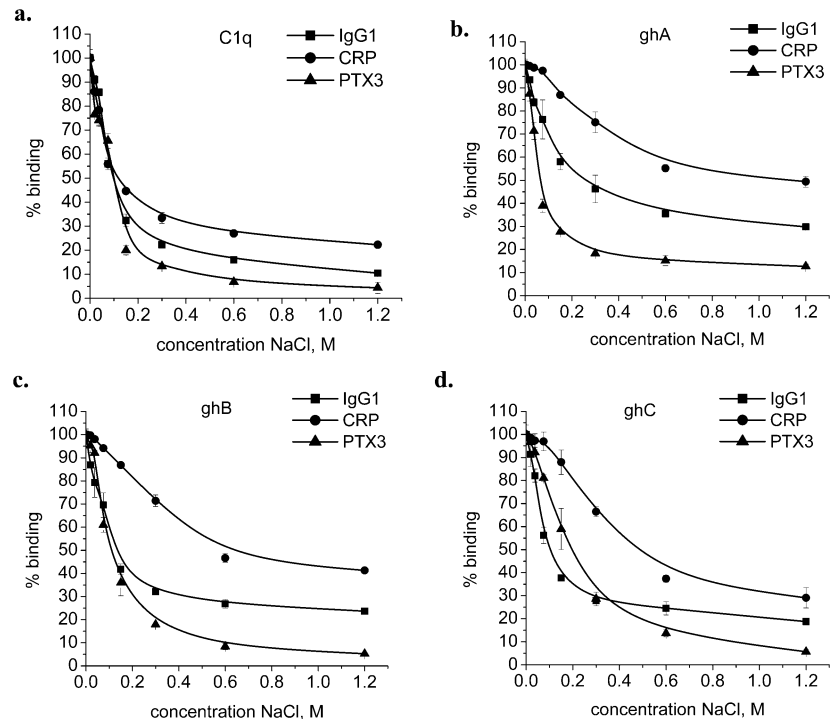 a.
C1q
IgG1
CRP
PTX3
110
100
90
80
70
60
50
40
30
20
10
0
% binding
0.0 0.2 0.4 0.6 0.8 1.0 1.2
concentration NaCl, M
b.
ghA
IgG1
CRP
PTX3
100
90
80
70
60
50
40
30
20
10
0
% binding
0.0 0.2 0.4 0.6 0.8 1.0 1.2
concentration NaCl, M
c.
ghB
IgG1
CRP
PTX3
110
100
90
80
70
60
50
40
30
20
10
0
% binding
0.0 0.2 0.4 0.6 0.8 1.0 1.2
concentration NaCl, M
d.
ghC
IgG1
CRP
PTX3
110
100
90
80
70
60
50
40
30
20
10
0
% binding
0.0 0.2 0.4 0.6 0.8 1.0 1.2
concentration NaCl, M